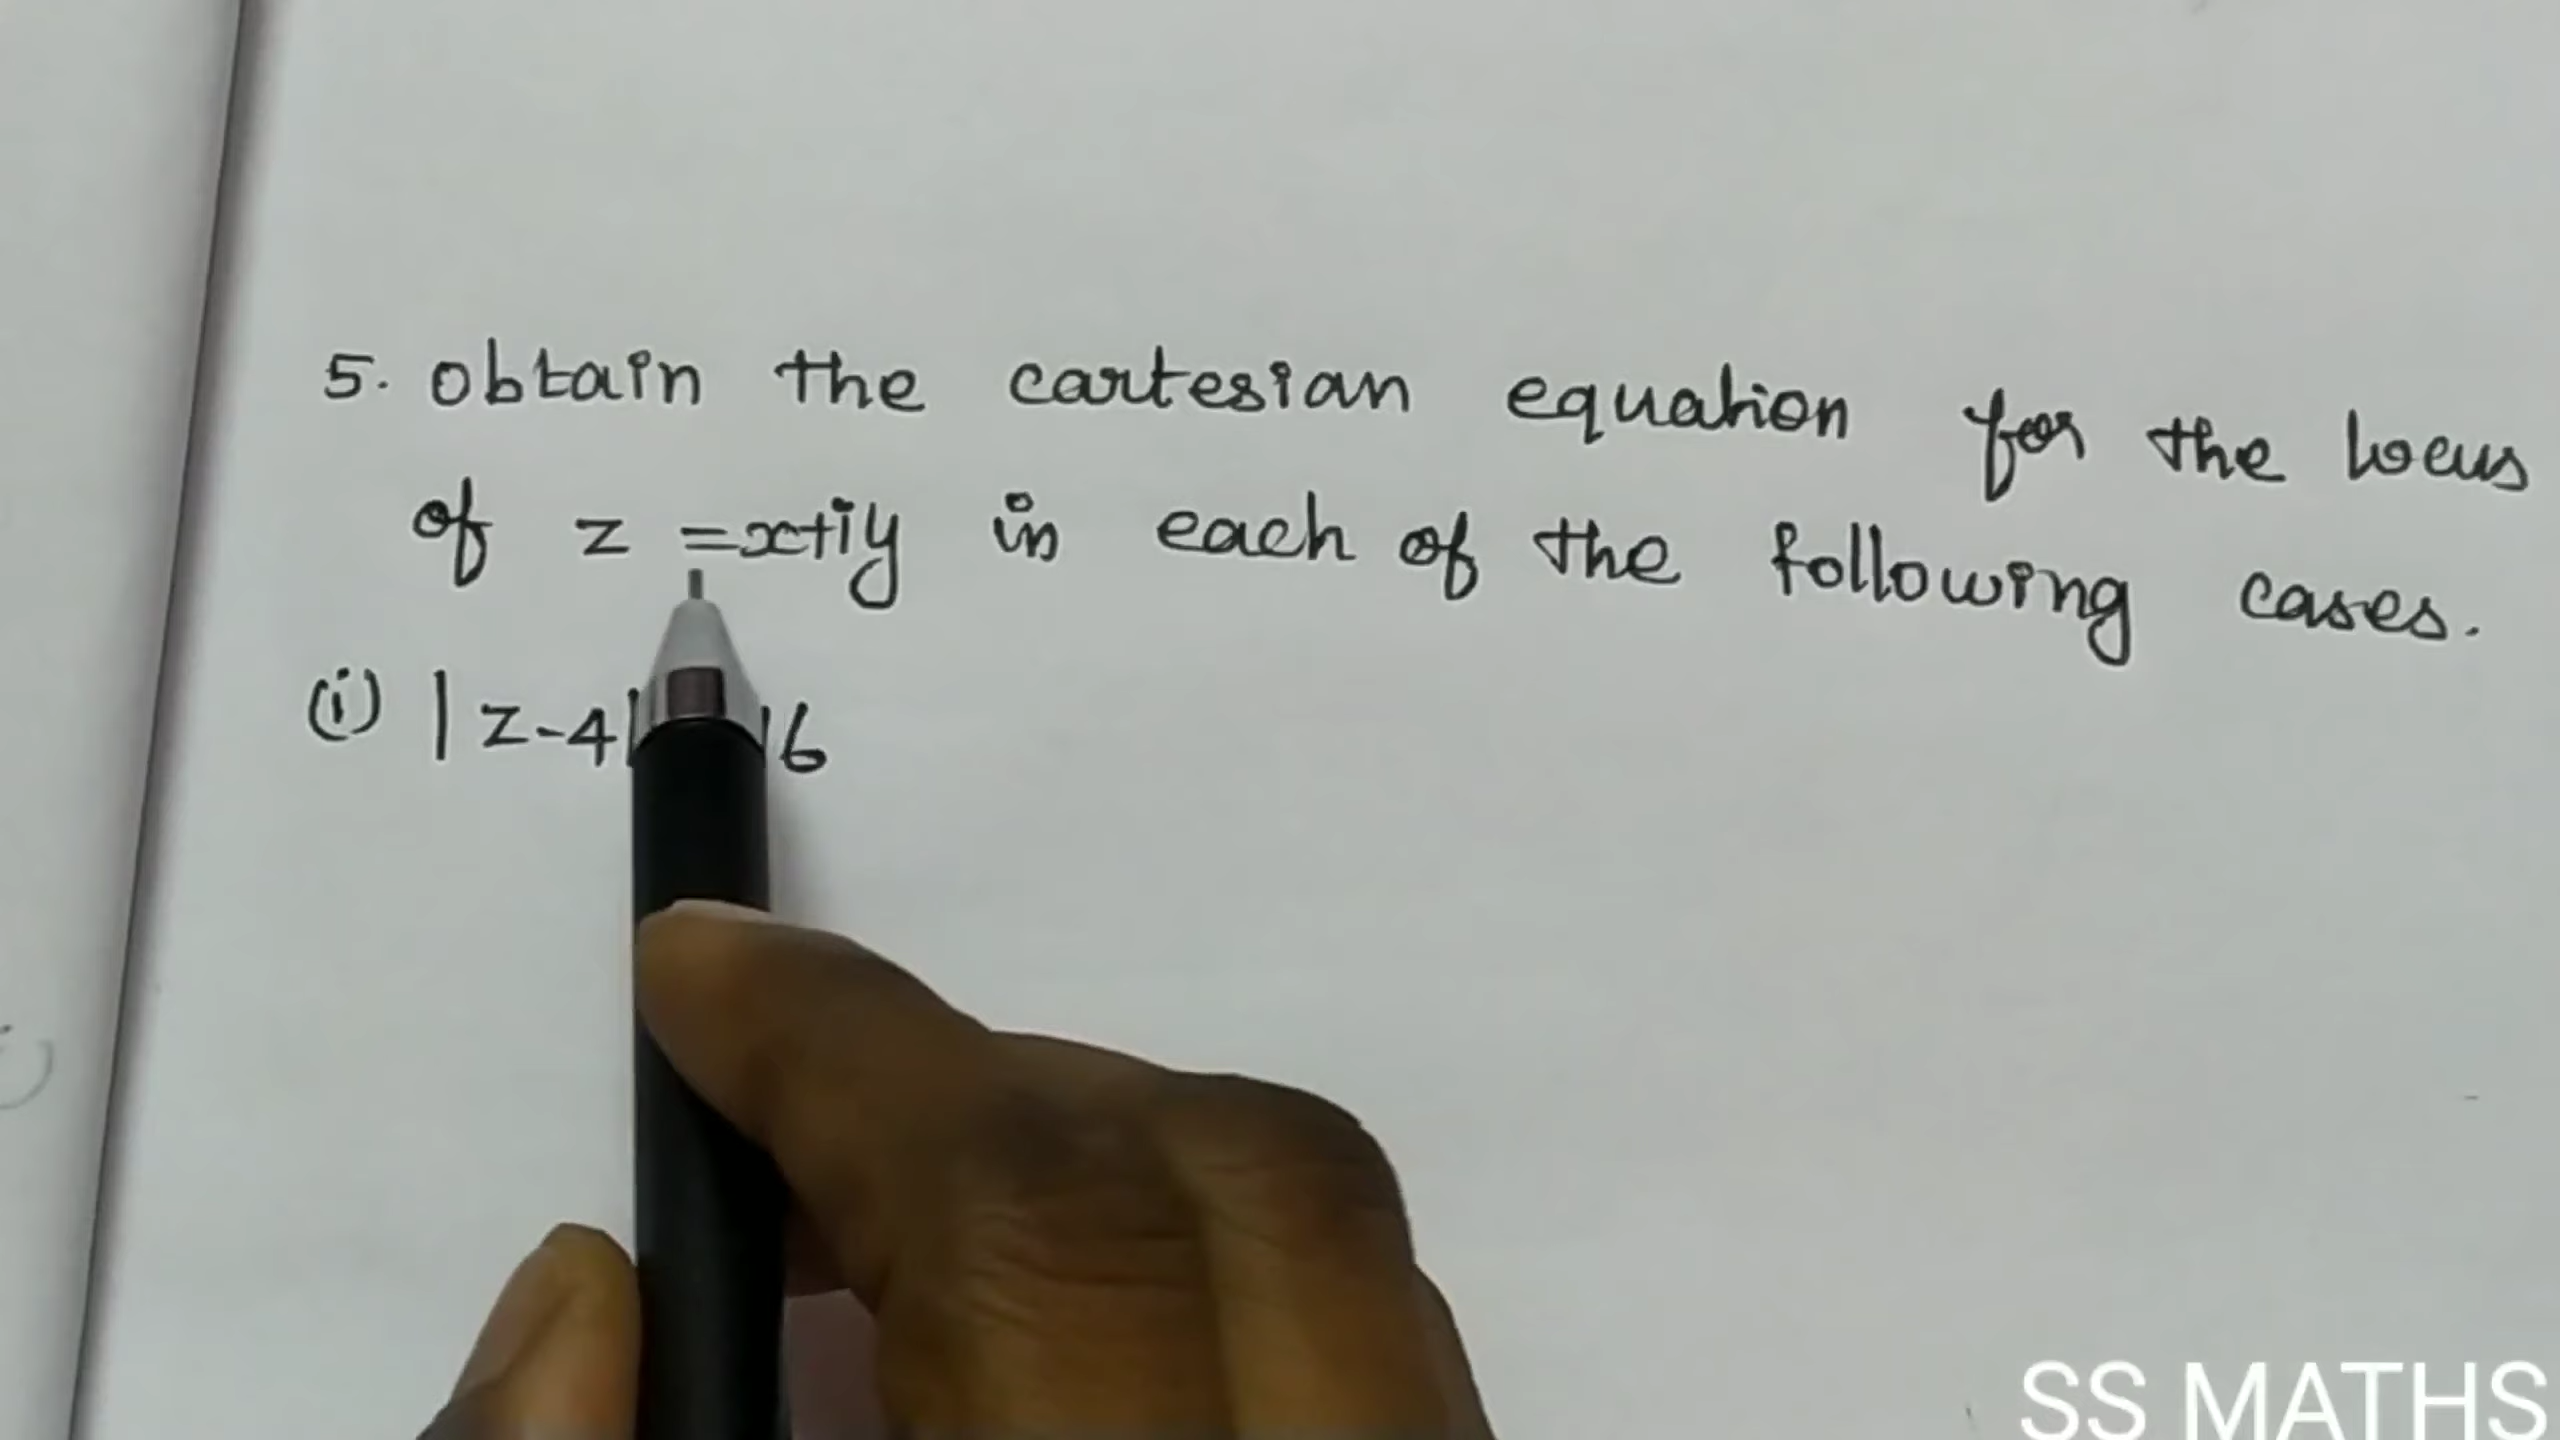 5. obtain the cartesian equation for the locus
of z =x+iy in each of the following cases.
(i) |z-4| 16
SS MATHS